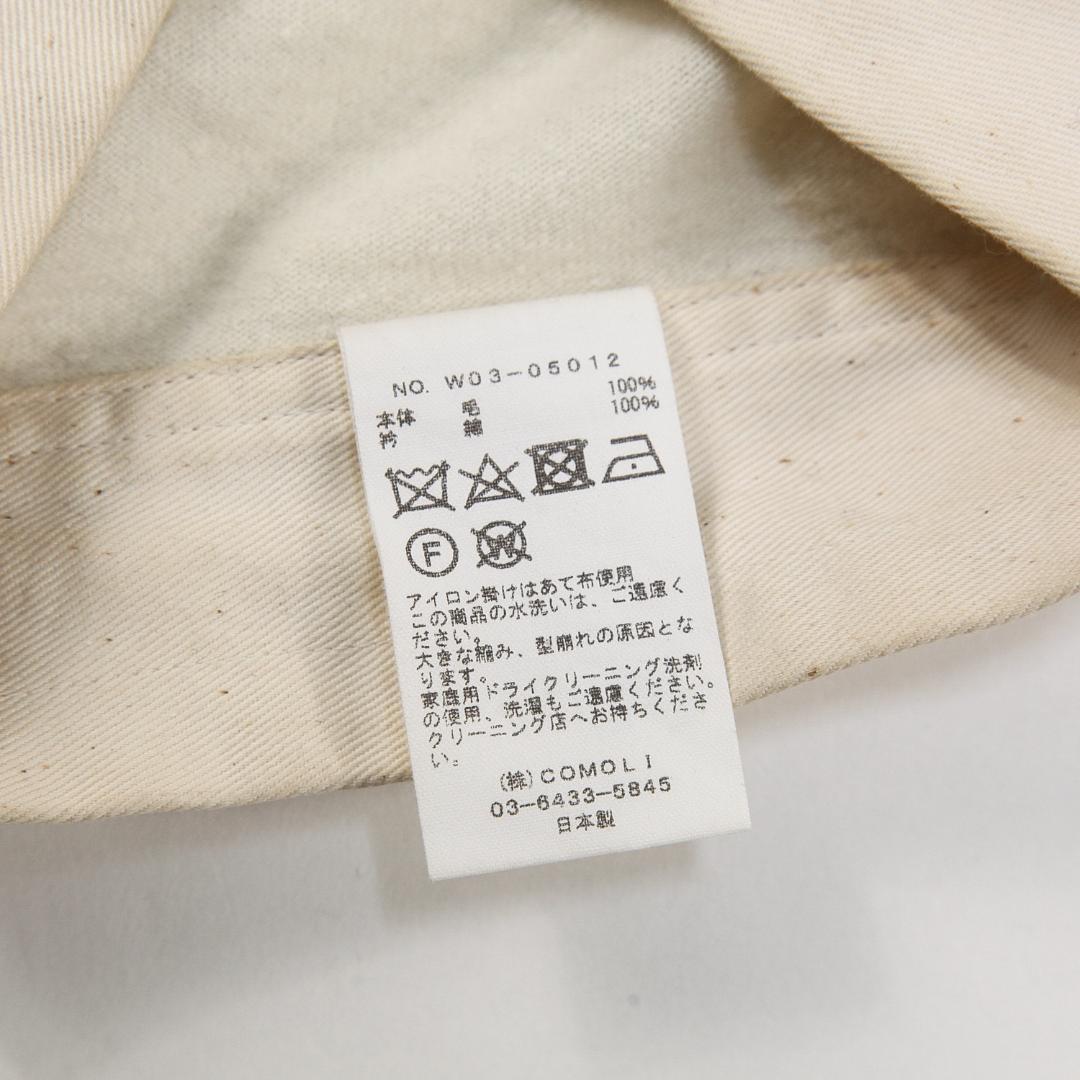 NO. W03-05012
本体 毛 100%
衿 綿 100%
F W
アイロン掛けはあて布使用
この商品の水洗いは、ご遠慮く
ださい。
大きな縮み、型崩れの原因とな
ります。
家庭用ドライクリーニング洗剤
の使用、洗濯もご遠慮ください。
クリーニング店へお持ちくださ
い。
(株)COMOLI
03-6433-5845
日本製